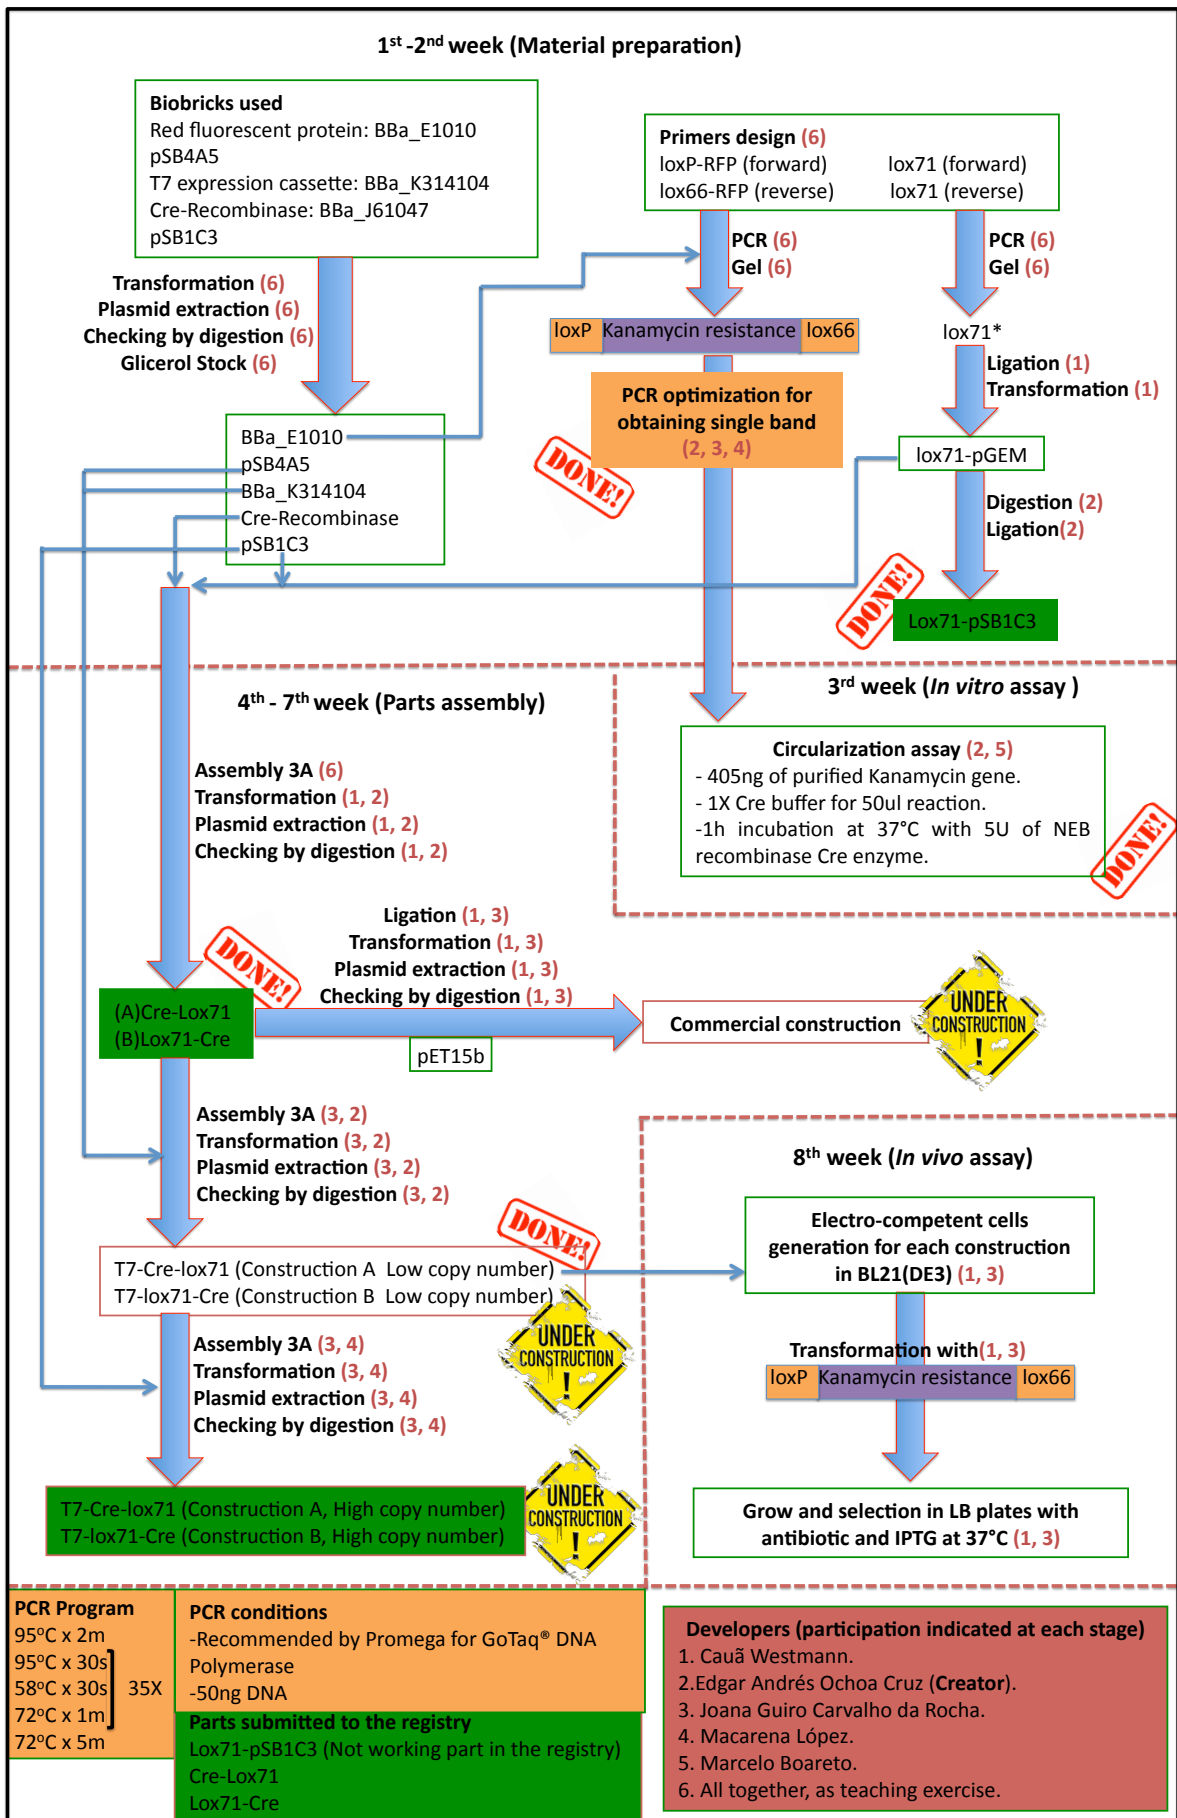 1st -2nd week (Material preparation)
Biobricks used
Red fluorescent protein: BBa_E1010
pSB4A5
T7 expression cassette: BBa_K314104
Cre-Recombinase: BBa_J61047
pSB1C3
Primers design (6)
loxP-RFP (forward)
lox66-RFP (reverse)
lox71 (forward)
lox71 (reverse)
Transformation (6)
Plasmid extraction (6)
Checking by digestion (6)
Glicerol Stock (6)
PCR (6)
Gel (6)
PCR (6)
Gel (6)
loxP Kanamycin resistance lox66
lox71*
Ligation (1)
Transformation (1)
PCR optimization for
obtaining single band
(2, 3, 4)
DONE!
BBa_E1010
pSB4A5
BBa_K314104
Cre-Recombinase
pSB1C3
lox71-pGEM
Digestion (2)
Ligation(2)
DONE!
Lox71-pSB1C3
4th - 7th week (Parts assembly)
3rd week (In vitro assay )
Circularization assay (2, 5)
- 405ng of purified Kanamycin gene.
- 1X Cre buffer for 50ul reaction.
-1h incubation at 37°C with 5U of NEB
recombinase Cre enzyme.
DONE!
Assembly 3A (6)
Transformation (1, 2)
Plasmid extraction (1, 2)
Checking by digestion (1, 2)
DONE!
Ligation (1, 3)
Transformation (1, 3)
Plasmid extraction (1, 3)
Checking by digestion (1, 3)
(A)Cre-Lox71
(B)Lox71-Cre
pET15b
Commercial construction
UNDER
CONSTRUCTION
!
Assembly 3A (3, 2)
Transformation (3, 2)
Plasmid extraction (3, 2)
Checking by digestion (3, 2)
DONE!
T7-Cre-lox71 (Construction A Low copy number)
T7-lox71-Cre (Construction B Low copy number)
UNDER
CONSTRUCTION
!
8th week (In vivo assay)
Electro-competent cells
generation for each construction
in BL21(DE3) (1, 3)
Transformation with(1, 3)
loxP Kanamycin resistance lox66
Grow and selection in LB plates with
antibiotic and IPTG at 37°C (1, 3)
Assembly 3A (3, 4)
Transformation (3, 4)
Plasmid extraction (3, 4)
Checking by digestion (3, 4)
T7-Cre-lox71 (Construction A, High copy number)
T7-lox71-Cre (Construction B, High copy number)
UNDER
CONSTRUCTION
!
PCR Program
95ºC x 2m
95ºC x 30s
58ºC x 30s
72ºC x 1m
35X
72ºC x 5m
PCR conditions
-Recommended by Promega for GoTaq® DNA
Polymerase
-50ng DNA
Parts submitted to the registry
Lox71-pSB1C3 (Not working part in the registry)
Cre-Lox71
Lox71-Cre
Developers (participation indicated at each stage)
1. Cauã Westmann.
2.Edgar Andrés Ochoa Cruz (Creator).
3. Joana Guiro Carvalho da Rocha.
4. Macarena López.
5. Marcelo Boareto.
6. All together, as teaching exercise.